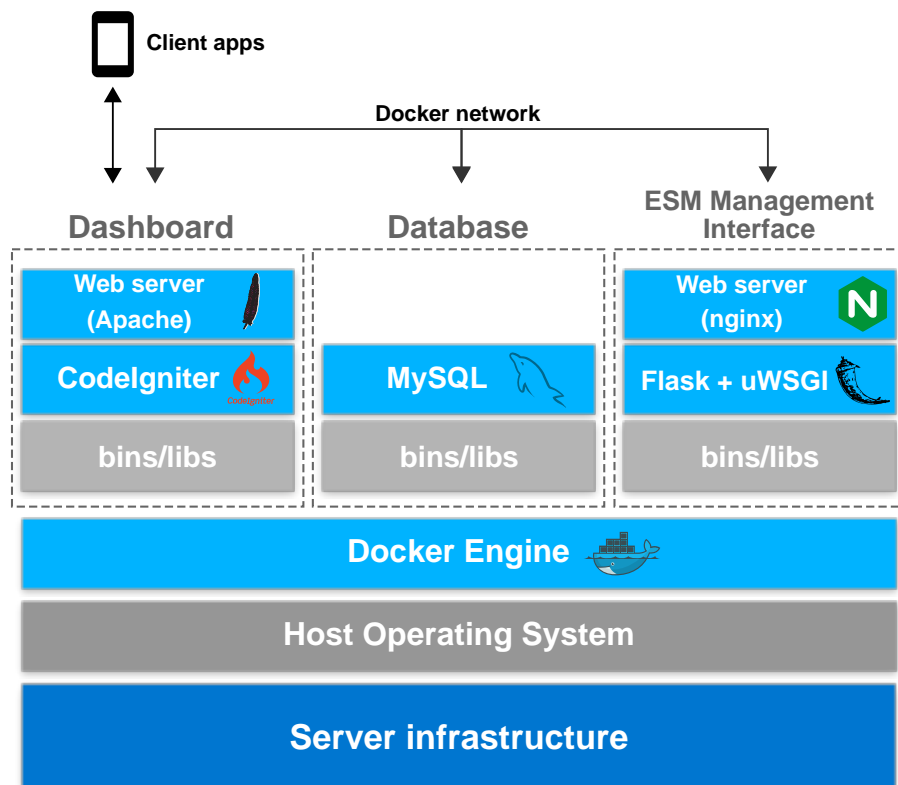 Client apps
Docker network
Dashboard
Database
ESM Management
Interface
Web server
(Apache)
Web server
(nginx)
CodeIgniter
CodeIgniter
MySQL
Flask + uWSGI
bins/libs
bins/libs
bins/libs
Docker Engine
Host Operating System
Server infrastructure